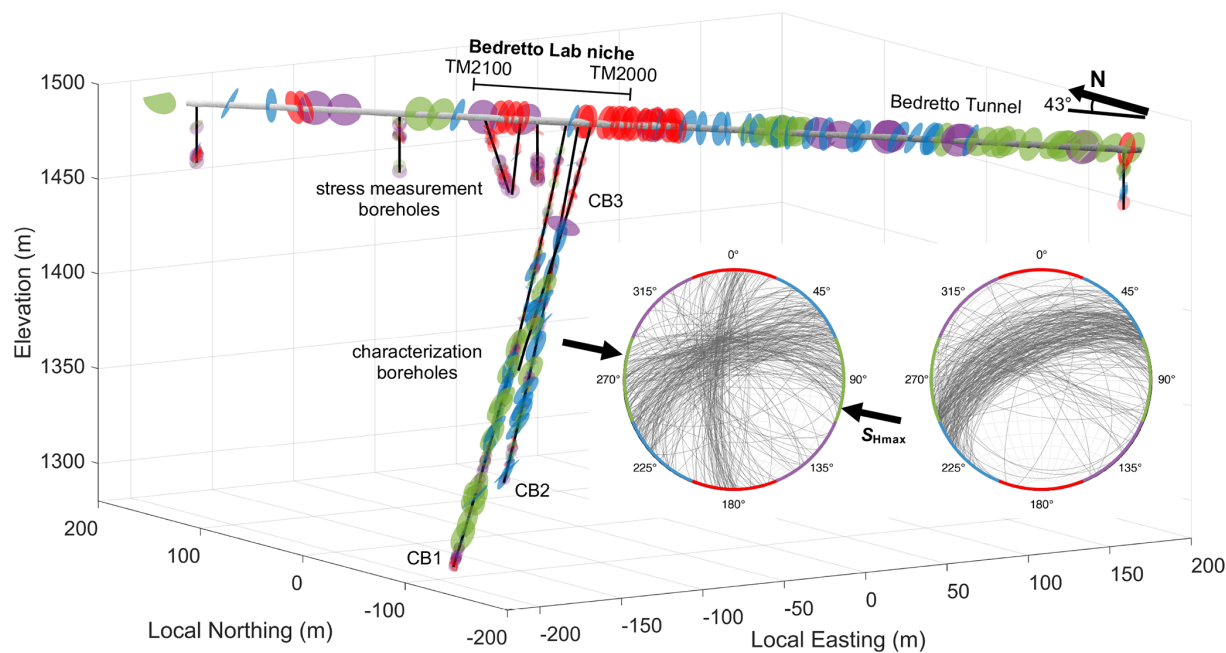 Bedretto Lab niche
TM2100
TM2000
N
43°
Bedretto Tunnel
1500
1450
1400
1350
1300
Elevation (m)
stress measurement
boreholes
CB3
characterization
boreholes
CB2
CB1
0°
45°
90°
135°
180°
225°
270°
315°
SHmax
0°
45°
90°
135°
180°
225°
270°
315°
200
100
0
-100
-200
Local Northing (m)
-200
-150
-100
-50
0
50
100
150
200
Local Easting (m)